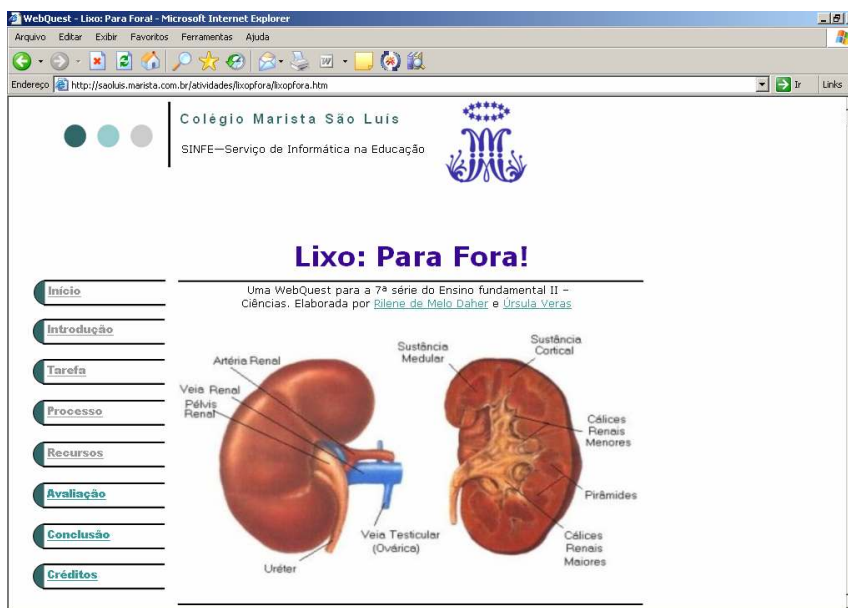 WebQuest - Lixo: Para Fora! - Microsoft Internet Explorer
Arquivo Editar Exibir Favoritos Ferramentas Ajuda
Endereço http://saoluis.marista.com.br/atividades/lixopfora/lixopfora.htm Ir Links
Colégio Marista São Luís
SINFE—Serviço de Informática na Educação
Lixo: Para Fora!
Uma WebQuest para a 7ª série do Ensino fundamental II –
Ciências. Elaborada por Rilene de Melo Daher e Úrsula Veras
Início
Introdução
Tarefa
Processo
Recursos
Avaliação
Conclusão
Créditos
Artéria Renal
Veia Renal
Pélvis
Renal
Uréter
Veia Testicular
(Ovárica)
Sustância
Medular
Sustância
Cortical
Cálices
Renais
Menores
Pirâmides
Cálices
Renais
Maiores